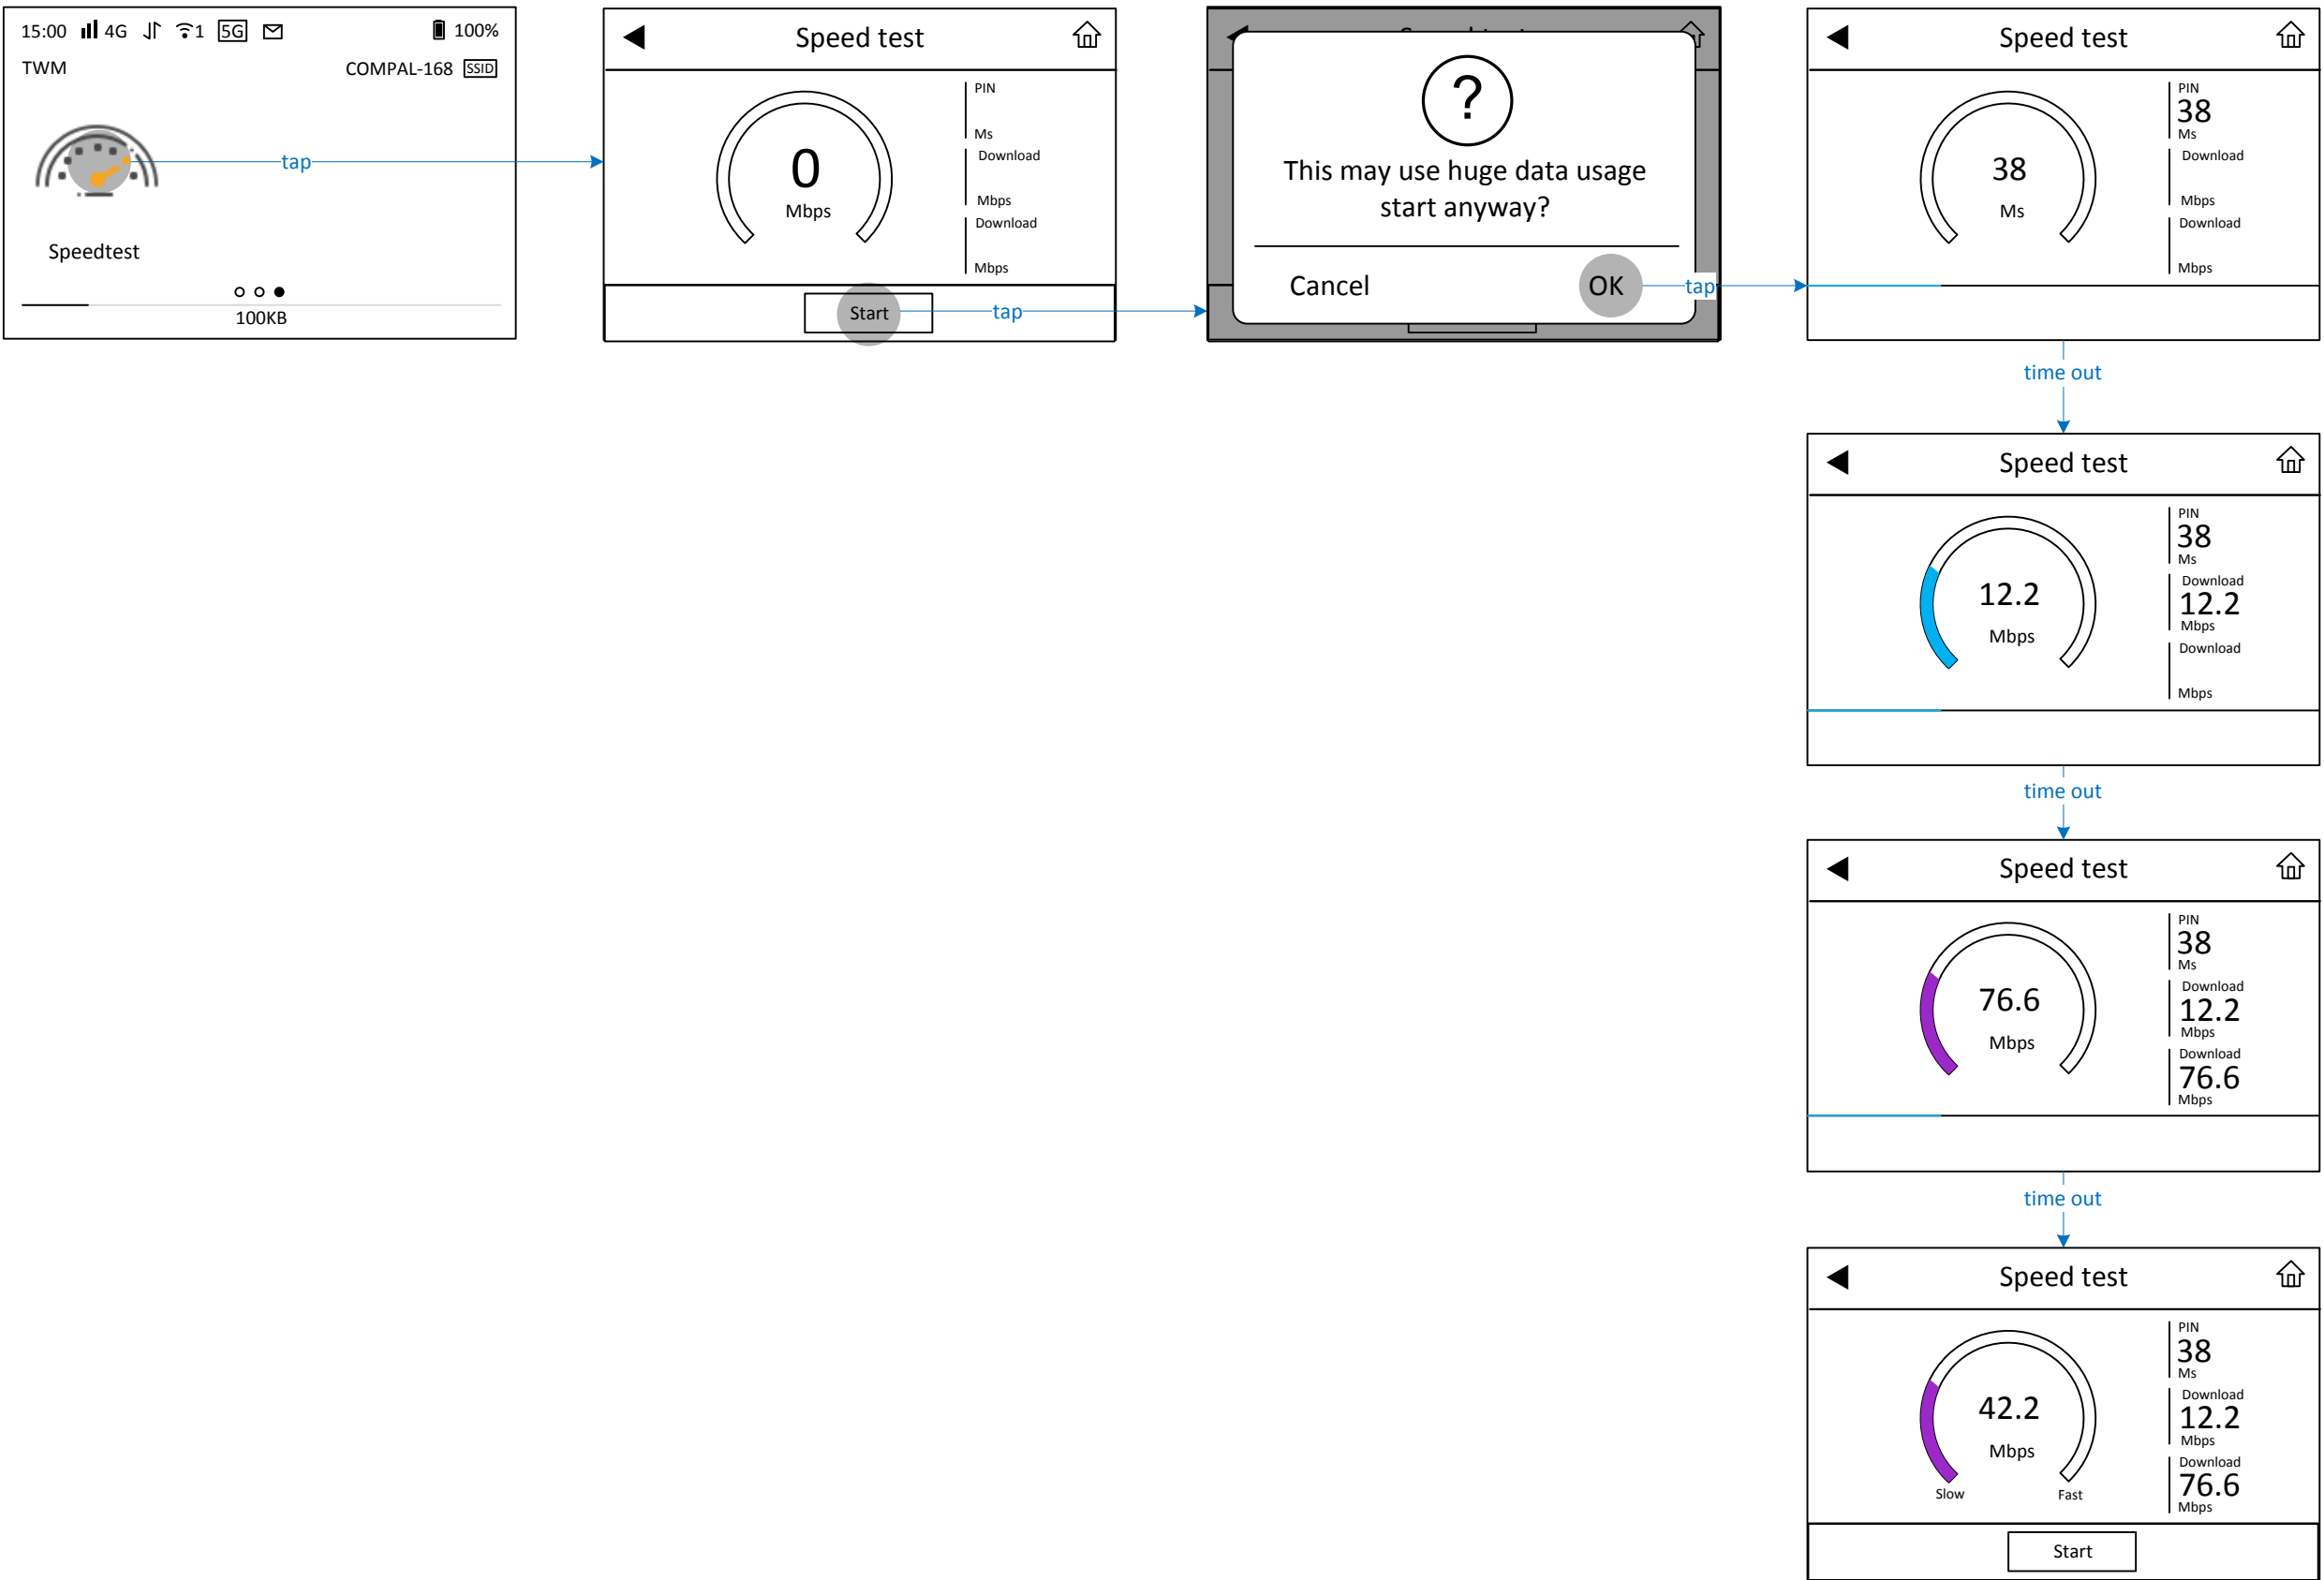 15:00 4G 1 5G 100%
TWM COMPAL-168 SSID
Speedtest
100KB
tap
Speed test
0
Mbps
PIN
Ms
Download
Mbps
Download
Mbps
Start
tap
?
This may use huge data usage
start anyway?
Cancel OK
tap
Speed test
38
Ms
PIN
38
Ms
Download
Mbps
Download
Mbps
time out
Speed test
12.2
Mbps
PIN
38
Ms
Download
12.2
Mbps
Download
Mbps
time out
Speed test
76.6
Mbps
PIN
38
Ms
Download
12.2
Mbps
Download
76.6
Mbps
time out
Speed test
42.2
Mbps
Slow Fast
PIN
38
Ms
Download
12.2
Mbps
Download
76.6
Mbps
Start